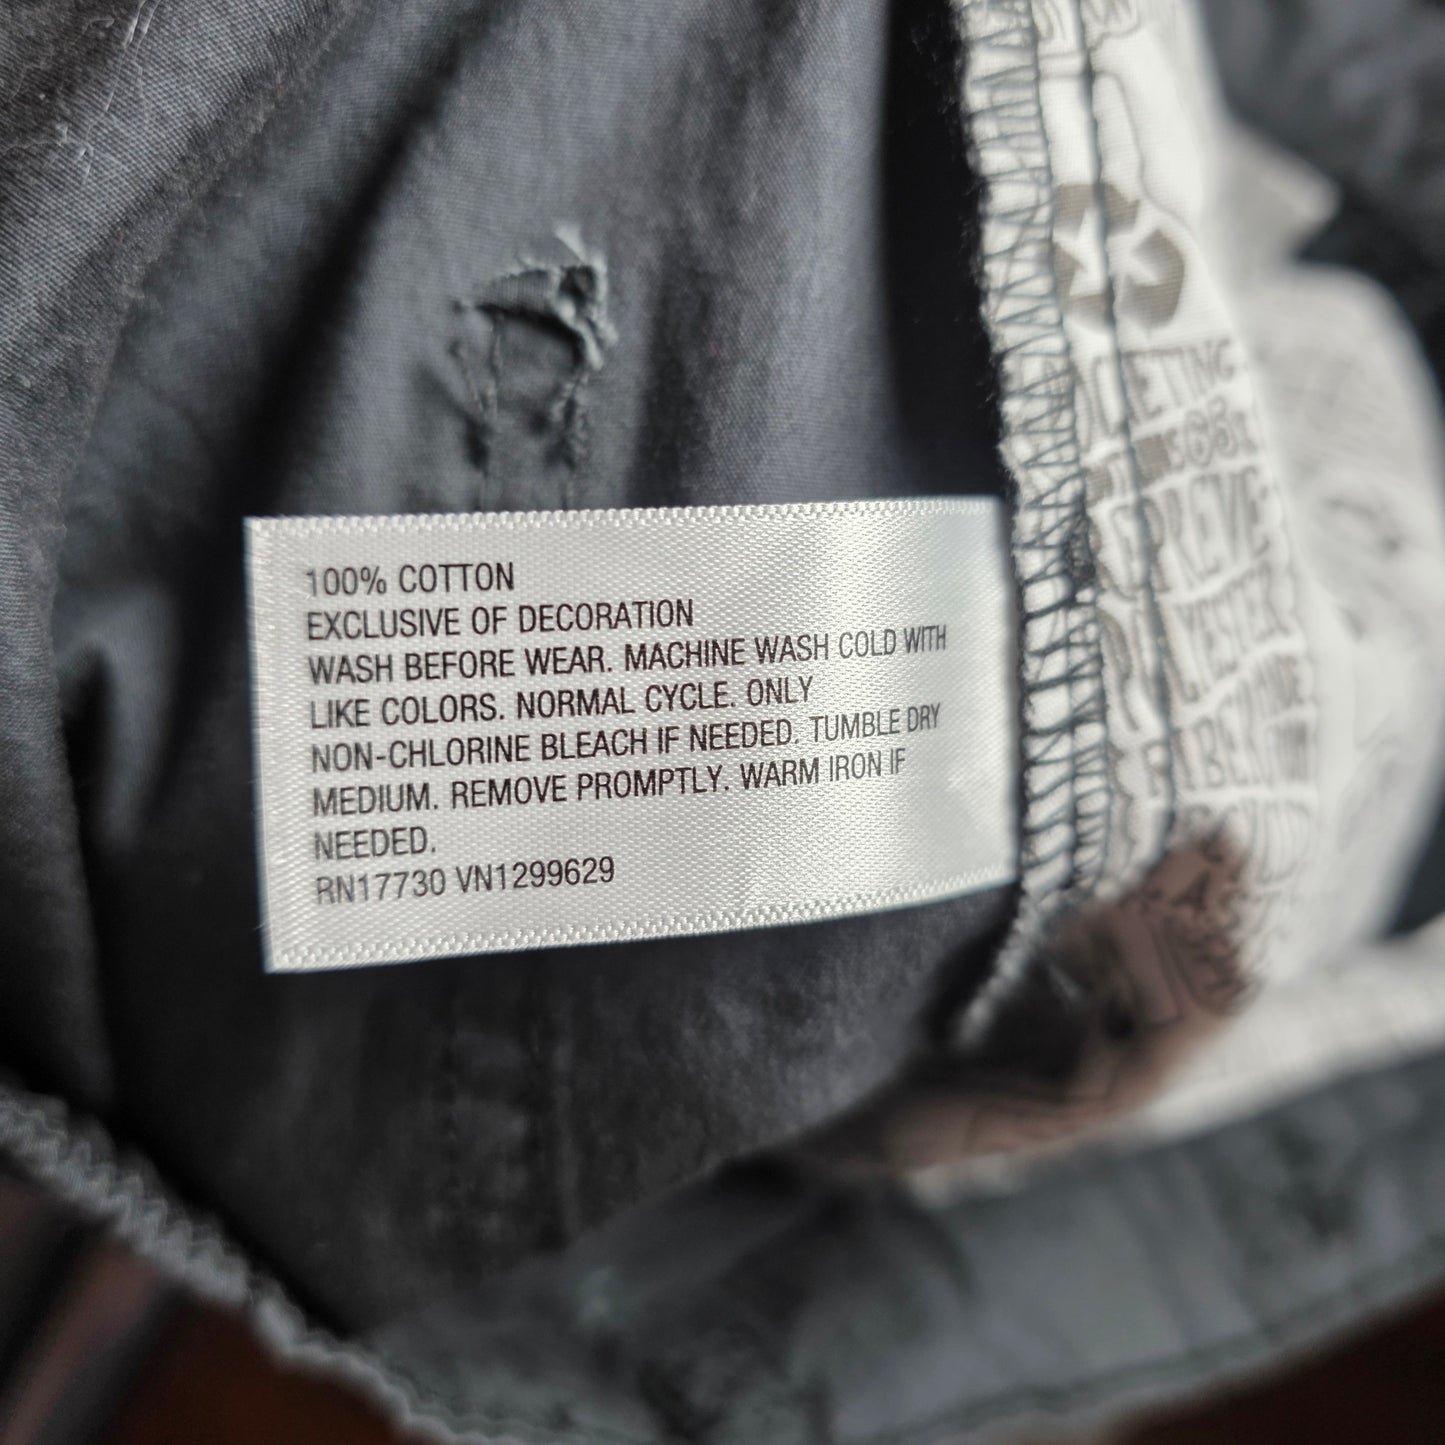 100% COTTON
EXCLUSIVE OF DECORATION
WASH BEFORE WEAR. MACHINE WASH COLD WITH
LIKE COLORS. NORMAL CYCLE. ONLY
NON-CHLORINE BLEACH IF NEEDED. TUMBLE DRY
MEDIUM. REMOVE PROMPTLY. WARM IRON IF
NEEDED.
RN17730 VN1299629